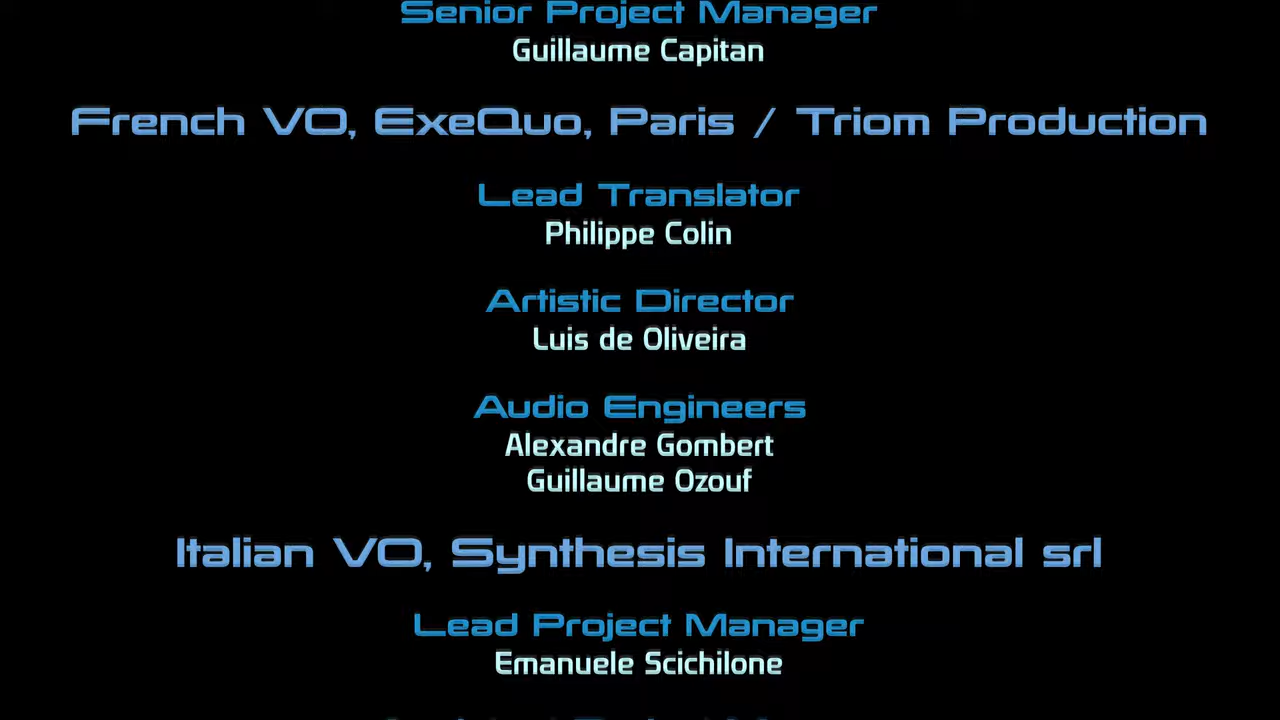 Senior Project Manager
Guillaume Capitan
French VO, ExeQuo, Paris / Triom Production
Lead Translator
Philippe Colin
Artistic Director
Luis de Oliveira
Audio Engineers
Alexandre Gombert
Guillaume Ozouf
Italian VO, Synthesis International srl
Lead Project Manager
Emanuele Scichilone